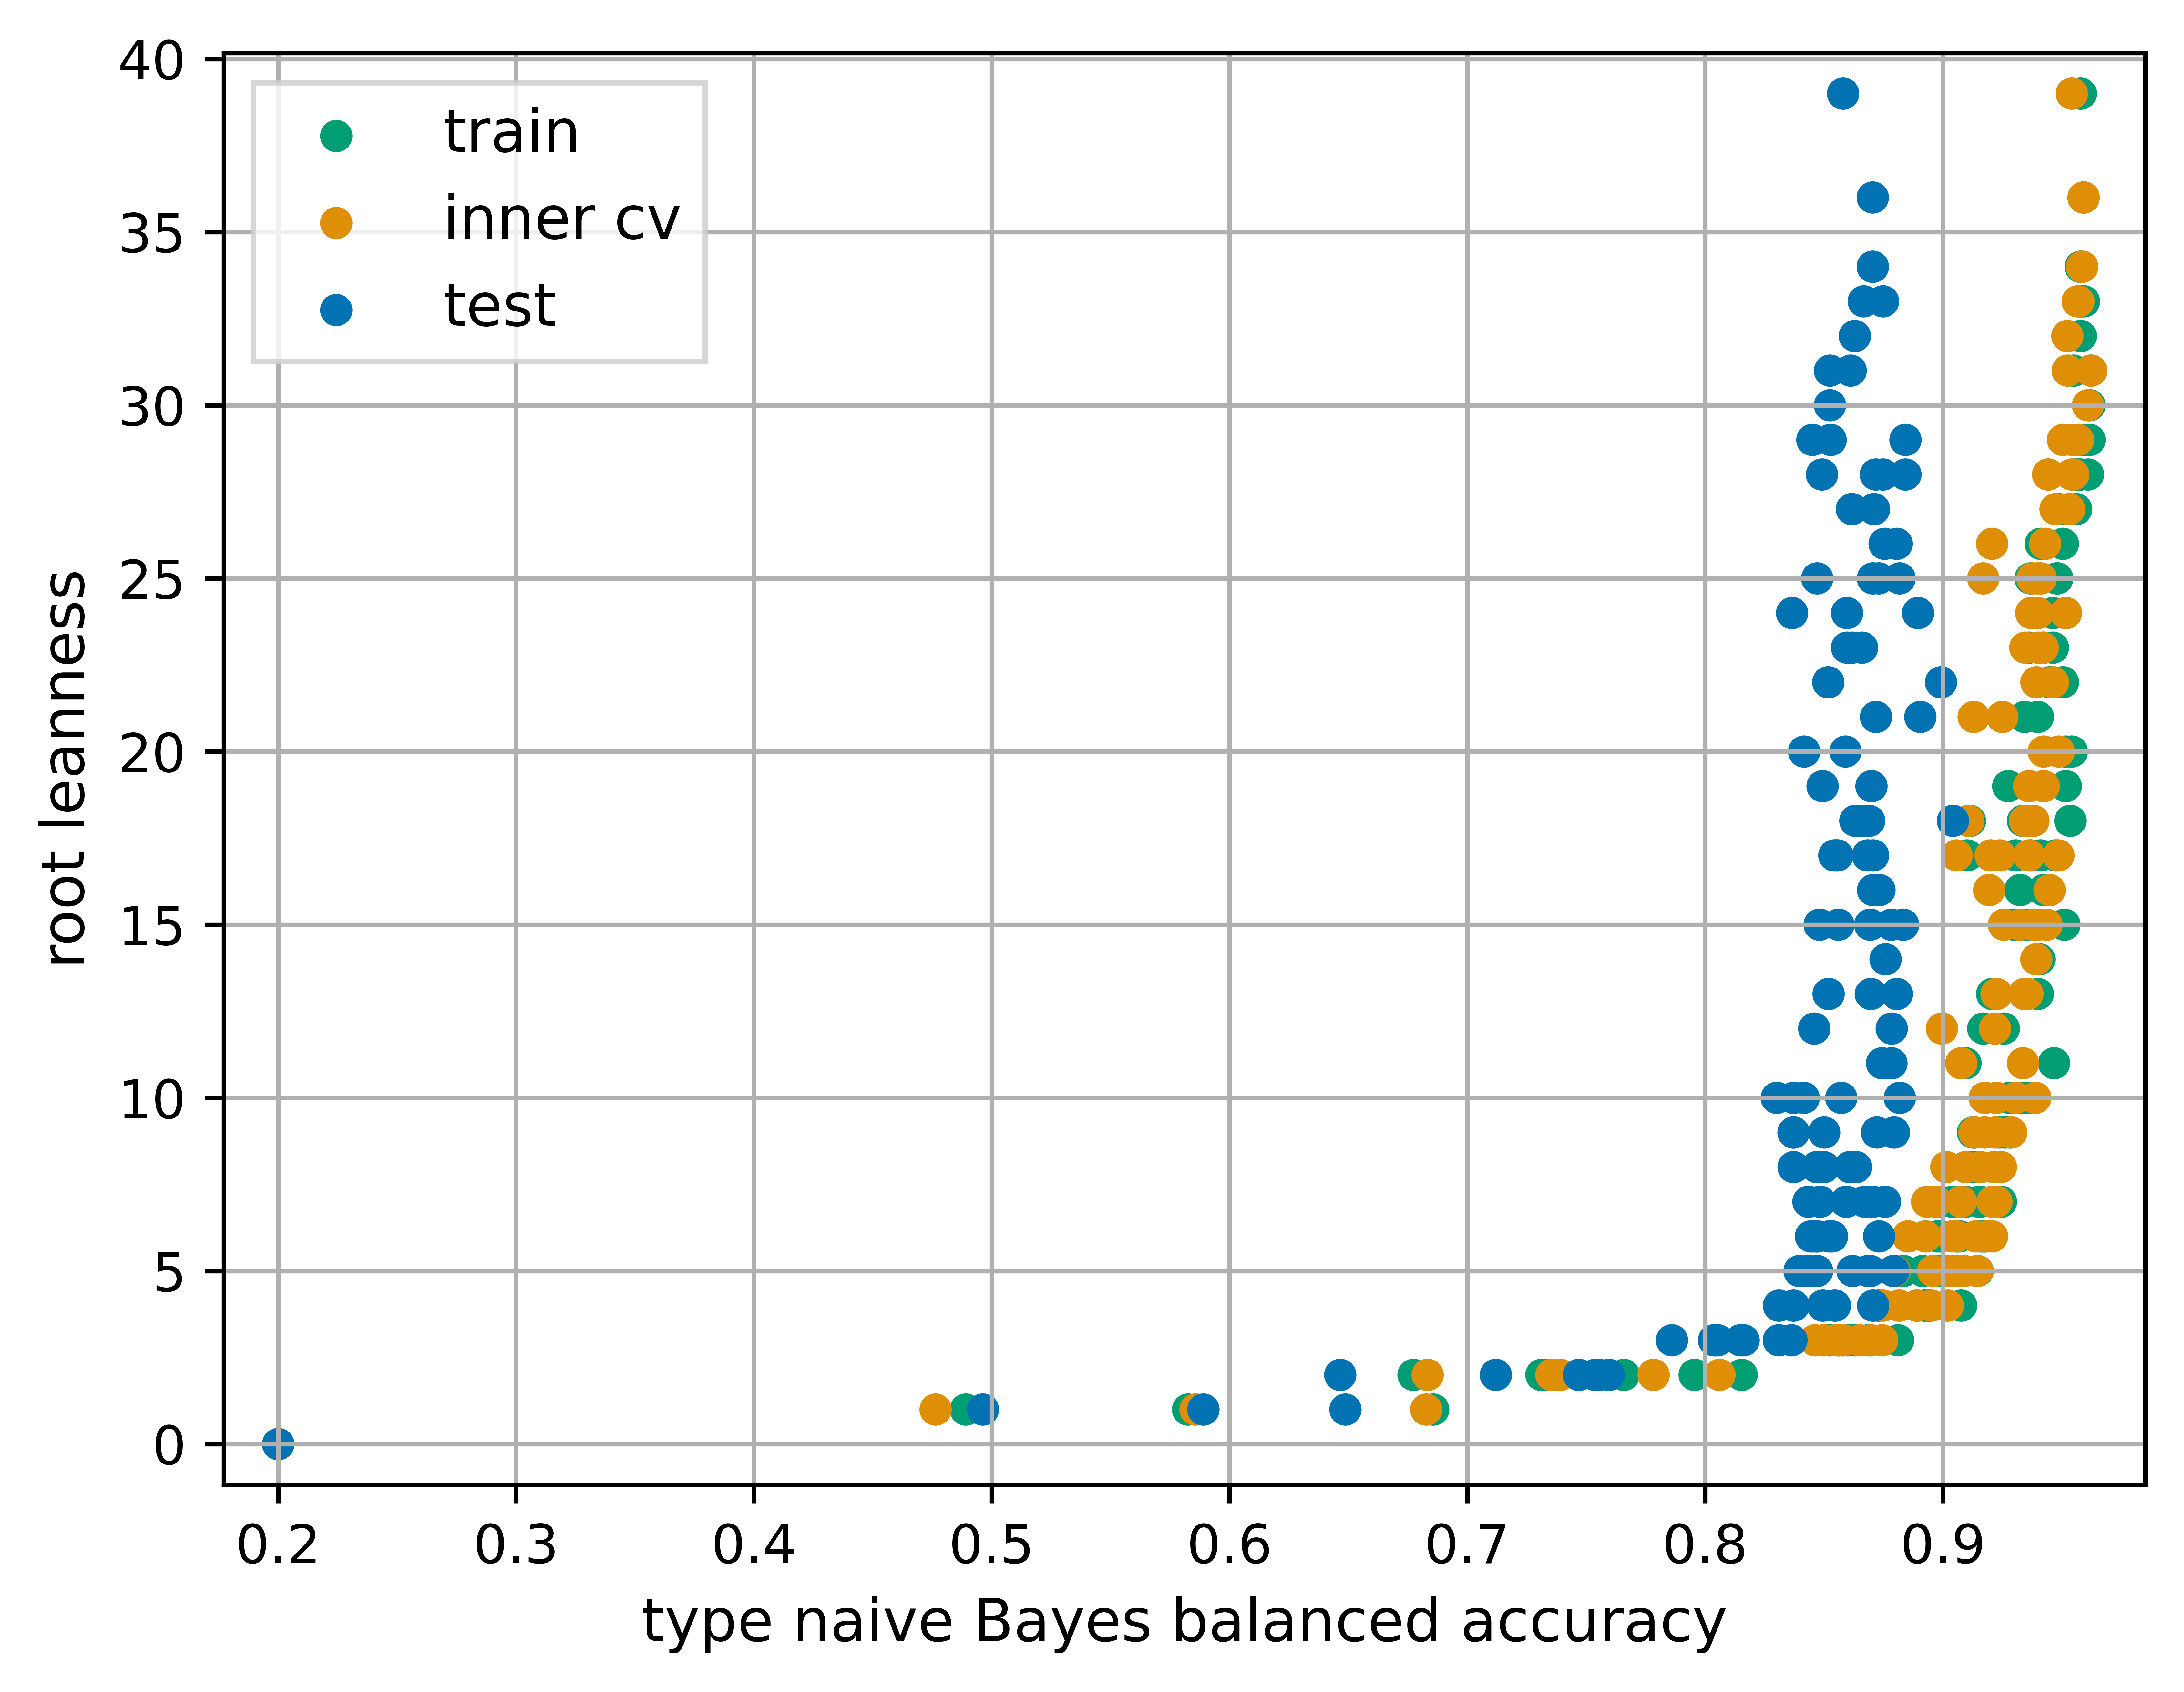 40
35
30
25
20
15
10
5
0
root leanness
train
inner cv
test
0.2 0.3 0.4 0.5 0.6 0.7 0.8 0.9
type naive Bayes balanced accuracy